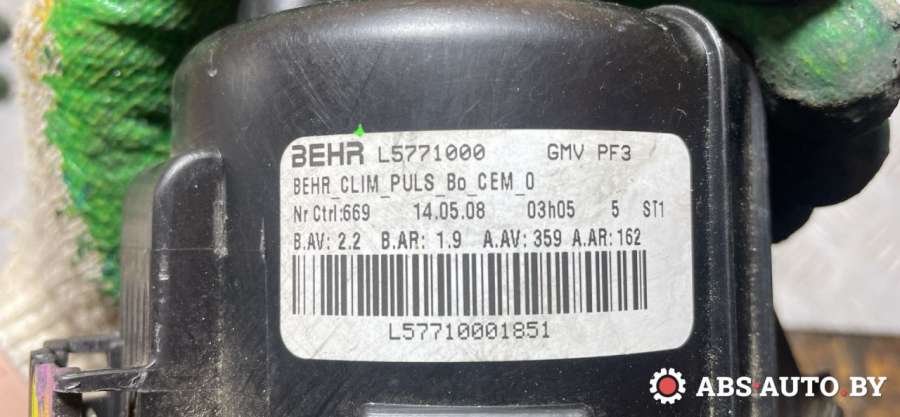 BEHR L5771000 GMV PF3
BEHR_CLIM_PULS_Bo_CEM_0
Nr Ctrl:669 14.05.08 03h05 5 ST1
B.AV: 2.2 B.AR: 1.9 A.AV: 359 A.AR: 162
L57710001851
ABS-AUTO.BY